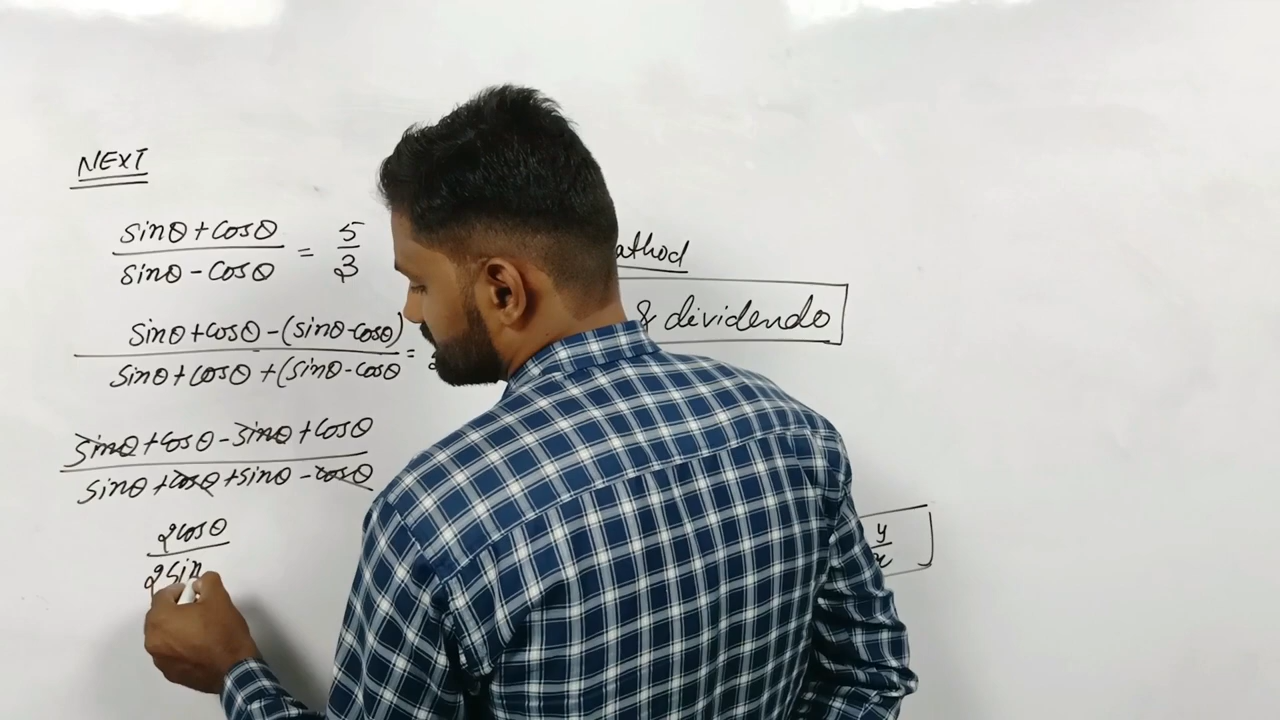 NEXT
sinθ + cosθ
sinθ - cosθ
= 5/3
sinθ + cosθ - (sinθ - cosθ)
sinθ + cosθ + (sinθ - cosθ
=
sinθ + cosθ - sinθ + cosθ
sinθ + cosθ + sinθ - cosθ
2cosθ
2sin
& dividendo
y
x